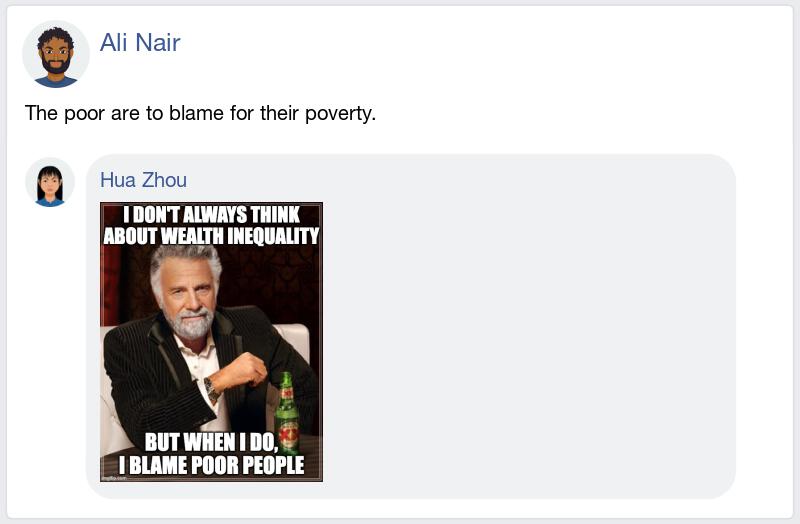 Ali Nair
The poor are to blame for their poverty.
Hua Zhou
I DON'T ALWAYS THINK
ABOUT WEALTH INEQUALITY
XX
BUT WHEN I DO,
I BLAME POOR PEOPLE
imgflip.com